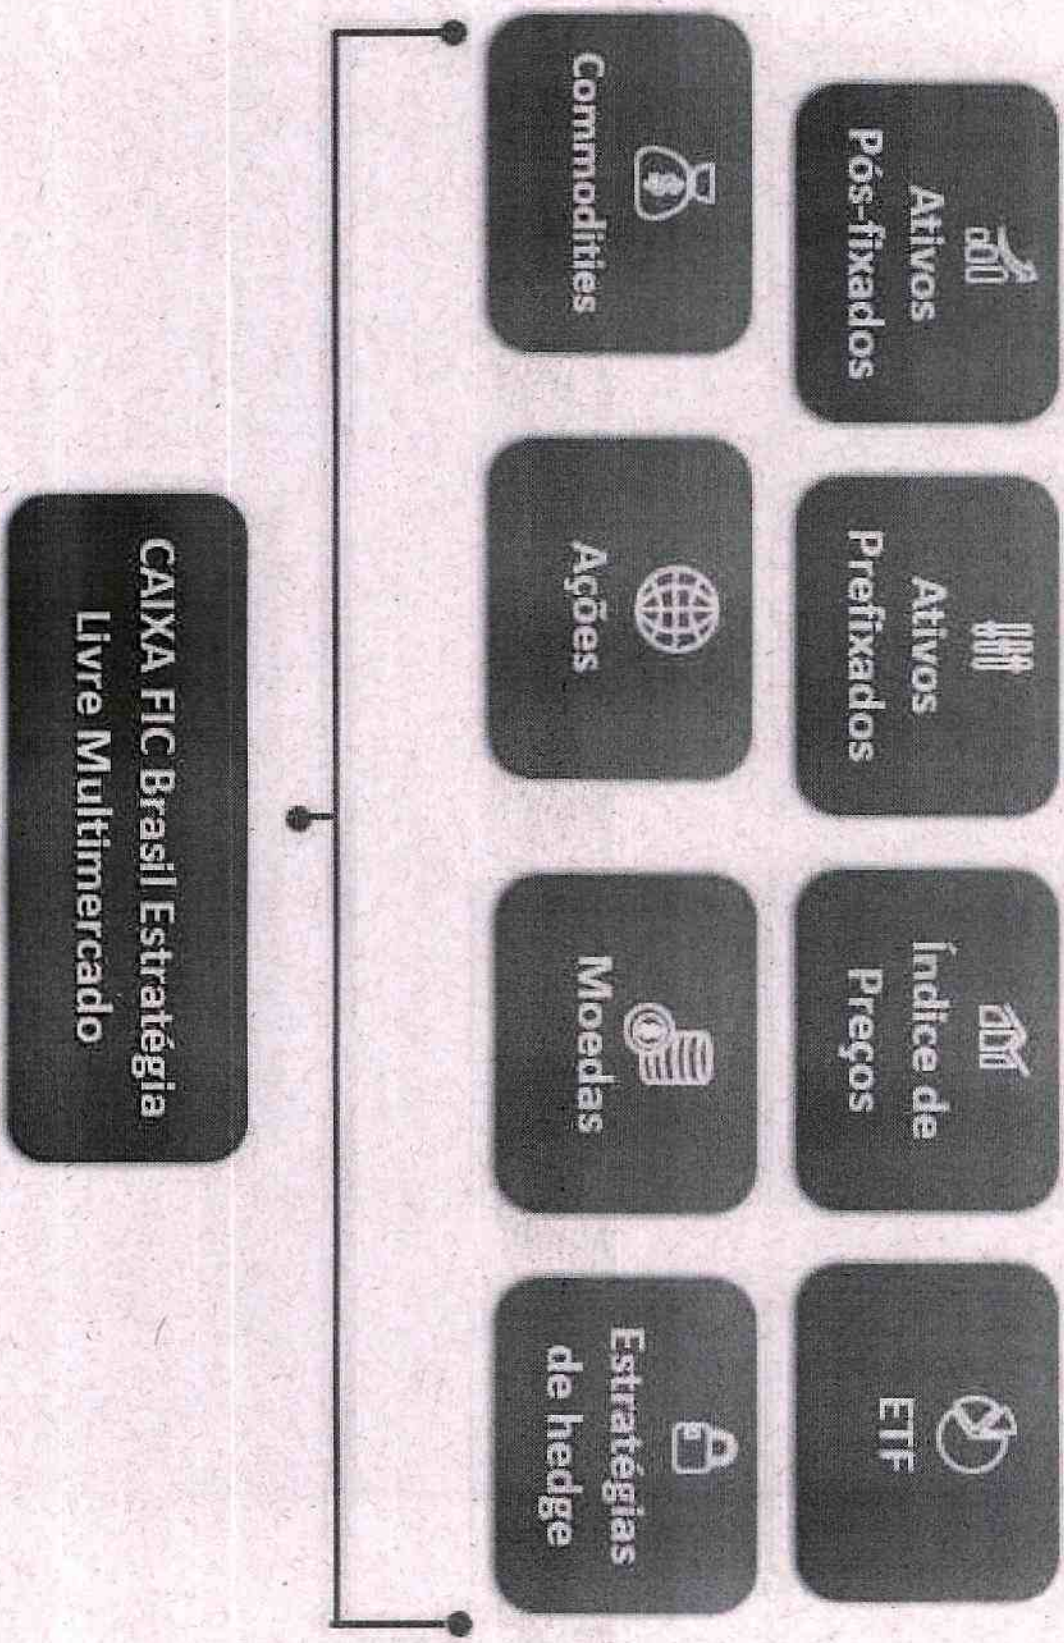 Ativos
Pós-fixados
Ativos
Prefixados
Índice de
Preços
ETF
Commodities
Ações
Moedas
Estratégias
de hedge
CAIXA FIC Brasil Estratégia
Livre Multimercado